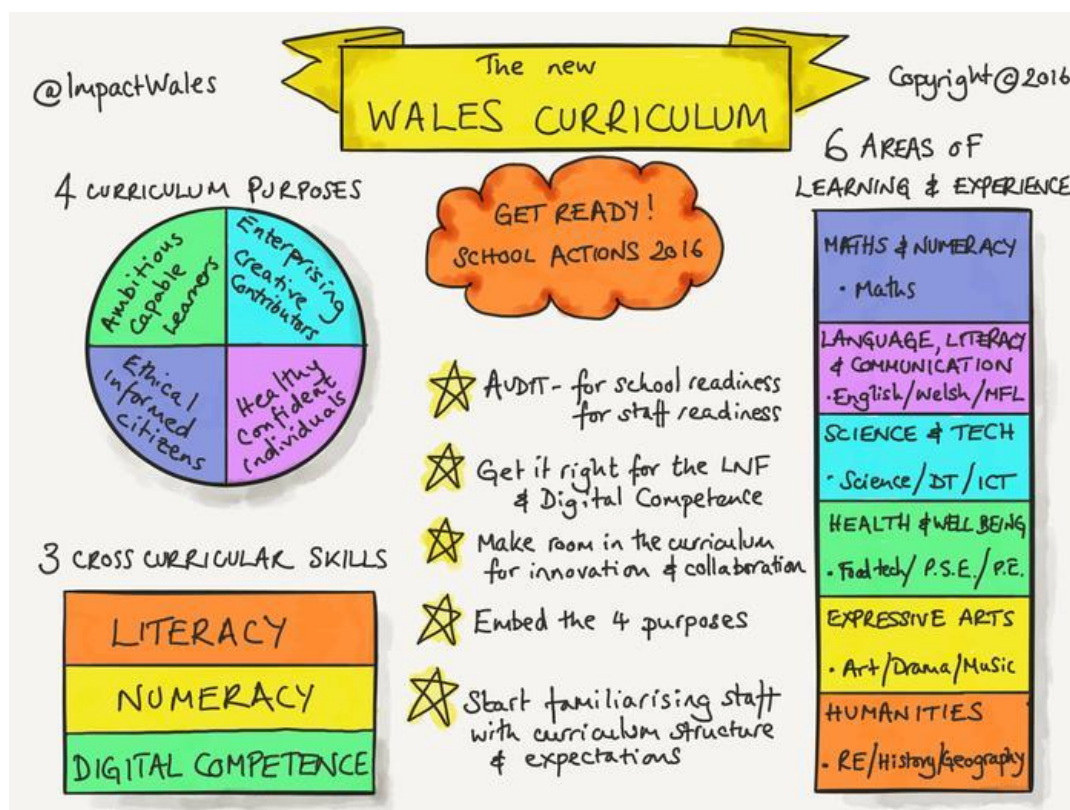 @ImpactWales
The new
WALES CURRICULUM
Copyright@2016
4 CURRICULUM PURPOSES
Ambitious
Capable
Learners
Enterprising
Creative
Contributors
Ethical
Informed
citizens
Healthy
Confident
individuals
3 CROSS CURRICULAR SKILLS
LITERACY
NUMERACY
DIGITAL COMPETENCE
GET READY!
SCHOOL ACTIONS 2016
AUDIT - for school readiness
for staff readiness
Get it right for the LNF
& Digital Competence
Make room in the curriculum
for innovation & collaboration
Embed the 4 purposes
Start familiarising staff
with curriculum structure
& expectations
6 AREAS OF
LEARNING & EXPERIENCE
MATHS & NUMERACY
• Maths
LANGUAGE, LITERACY
& COMMUNICATION
• English/Welsh/MFL
SCIENCE & TECH
• Science/DT/ICT
HEALTH & WELL BEING
• Food tech/P.S.E./P.E.
EXPRESSIVE ARTS
• Art/Drama/Music
HUMANITIES
• RE/History/Geography